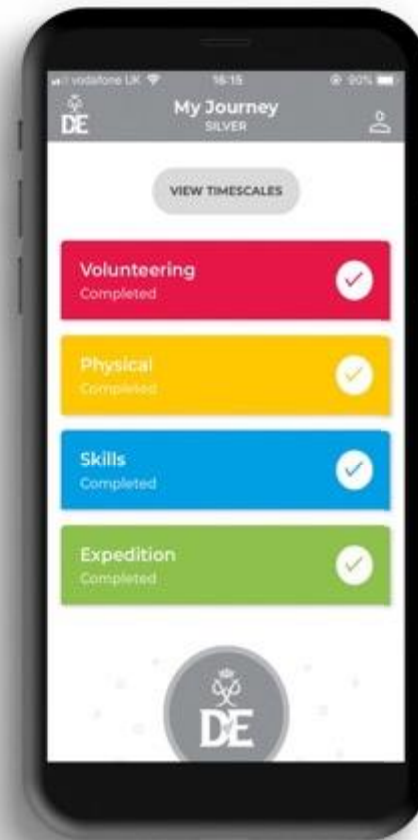 vodafone UK 16:15 90%
DE
My Journey
SILVER
VIEW TIMESCALES
Volunteering
Completed
Physical
Completed
Skills
Completed
Expedition
Completed
DE